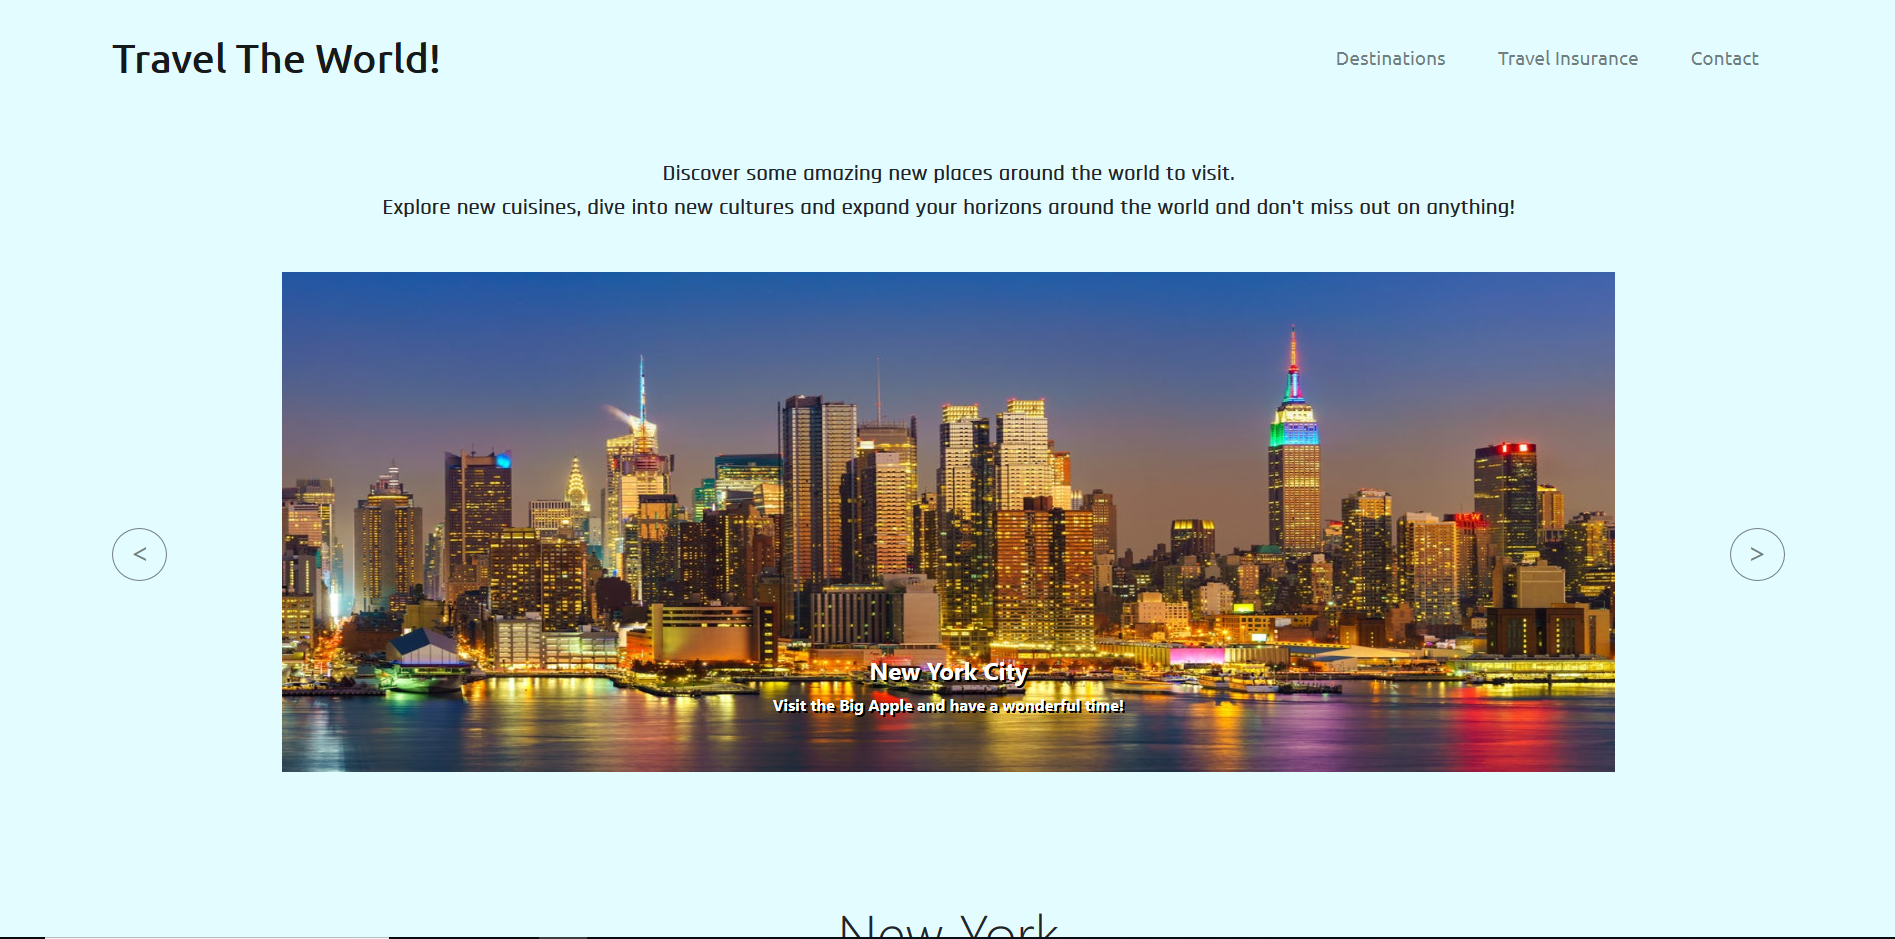 Travel The World!
Destinations Travel Insurance Contact
Discover some amazing new places around the world to visit.
Explore new cuisines, dive into new cultures and expand your horizons around the world and don't miss out on anything!
< >
New York City
Visit the Big Apple and have a wonderful time!
New York